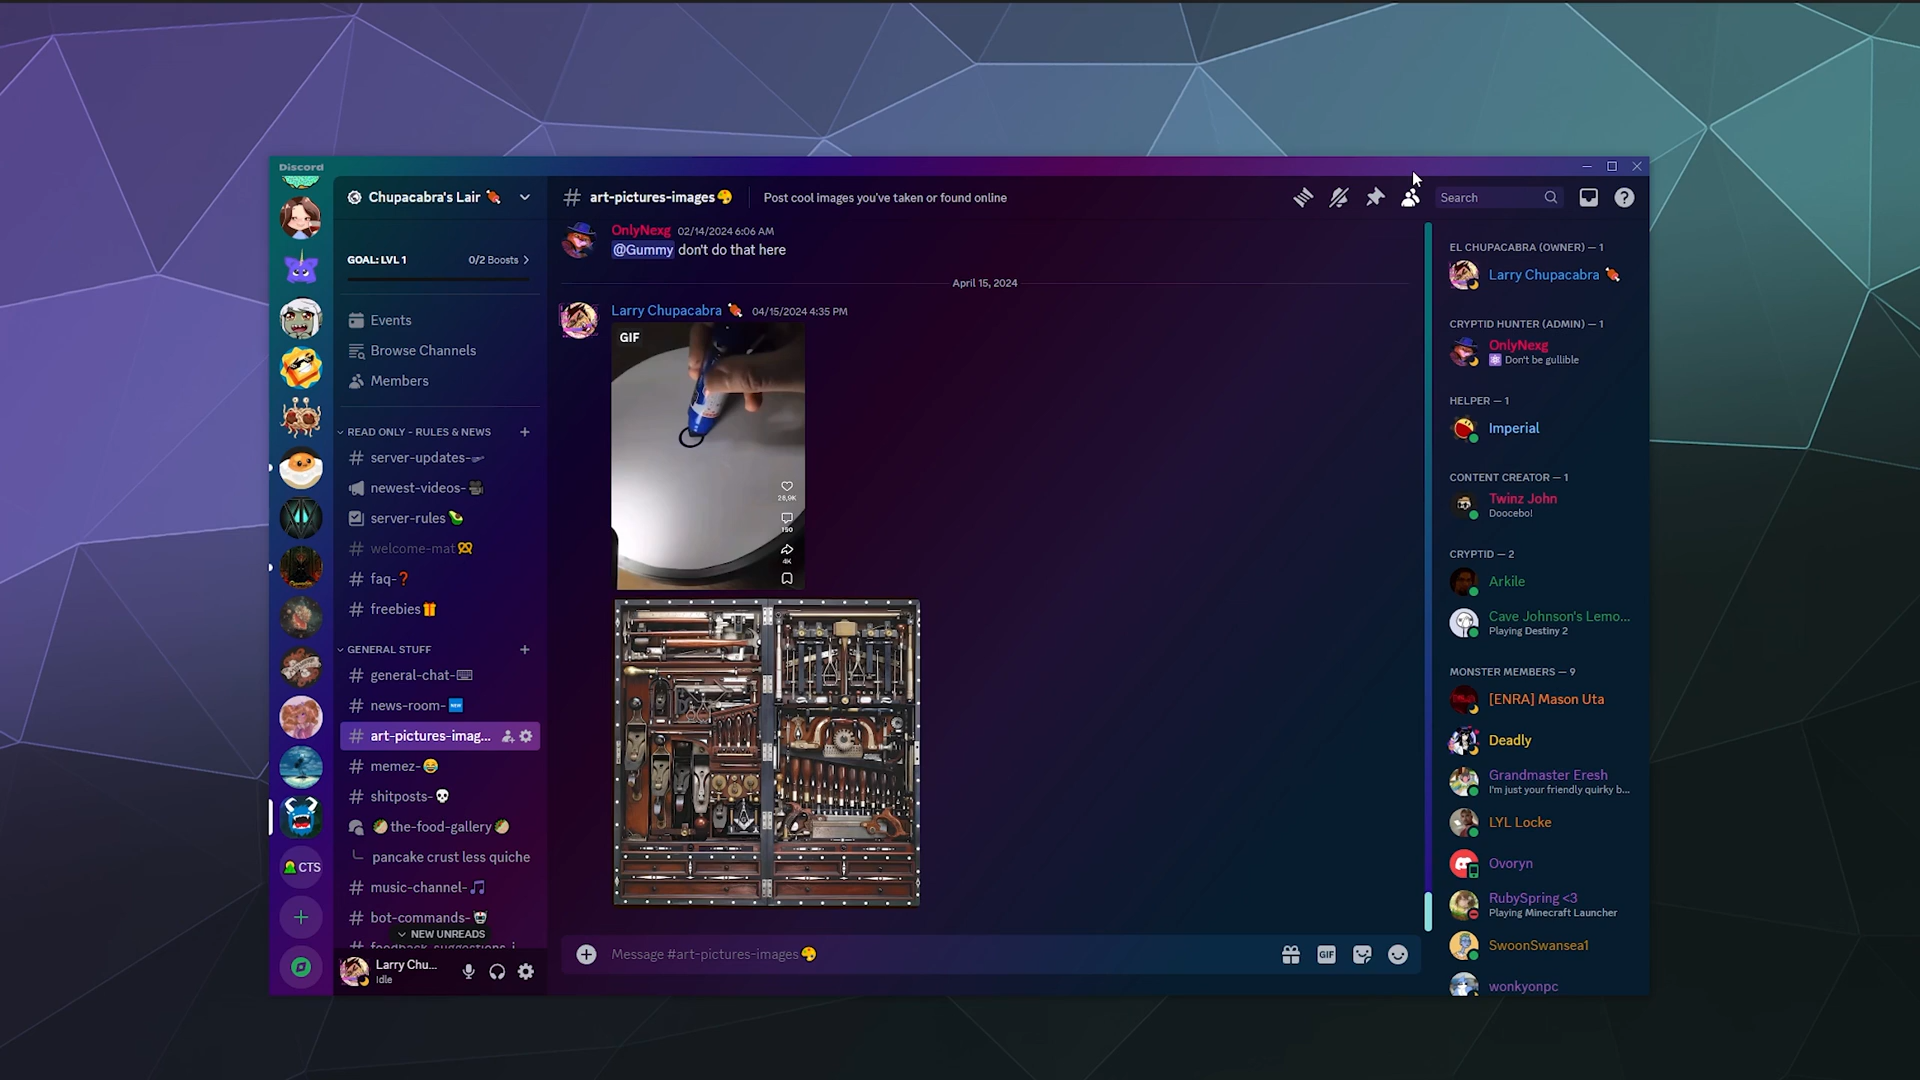 Discord
Chupacabra's Lair
GOAL: LVL 1
0/2 Boosts
Events
Browse Channels
Members
READ ONLY - RULES & NEWS
server-updates-
newest-videos-
server-rules
welcome-mat
faq-❓
freebies🎁
GENERAL STUFF
general-chat-
news-room-🆕
art-pictures-imag...
memez-😂
shitposts-💀
🥙the-food-gallery🥙
pancake crust less quiche
music-channel-🎵
bot-commands-
NEW UNREADS
CTS
Larry Chu...
Idle
# art-pictures-images
Post cool images you've taken or found online
Search
OnlyNexg 02/14/2024 6:06 AM
@Gummy don't do that here
April 15, 2024
Larry Chupacabra 04/15/2024 4:35 PM
GIF
28,9K
150
4K
Message #art-pictures-images
GIF
EL CHUPACABRA (OWNER) — 1
Larry Chupacabra
CRYPTID HUNTER (ADMIN) — 1
OnlyNexg
Don't be gullible
HELPER — 1
Imperial
CONTENT CREATOR — 1
Twinz John
Doocebo!
CRYPTID — 2
Arkile
Cave Johnson's Lemo...
Playing Destiny 2
MONSTER MEMBERS — 9
[ENRA] Mason Uta
Deadly
Grandmaster Eresh
I'm just your friendly quirky b...
LYL Locke
Ovoryn
RubySpring <3
Playing Minecraft Launcher
SwoonSwansea1
wonkyonpc